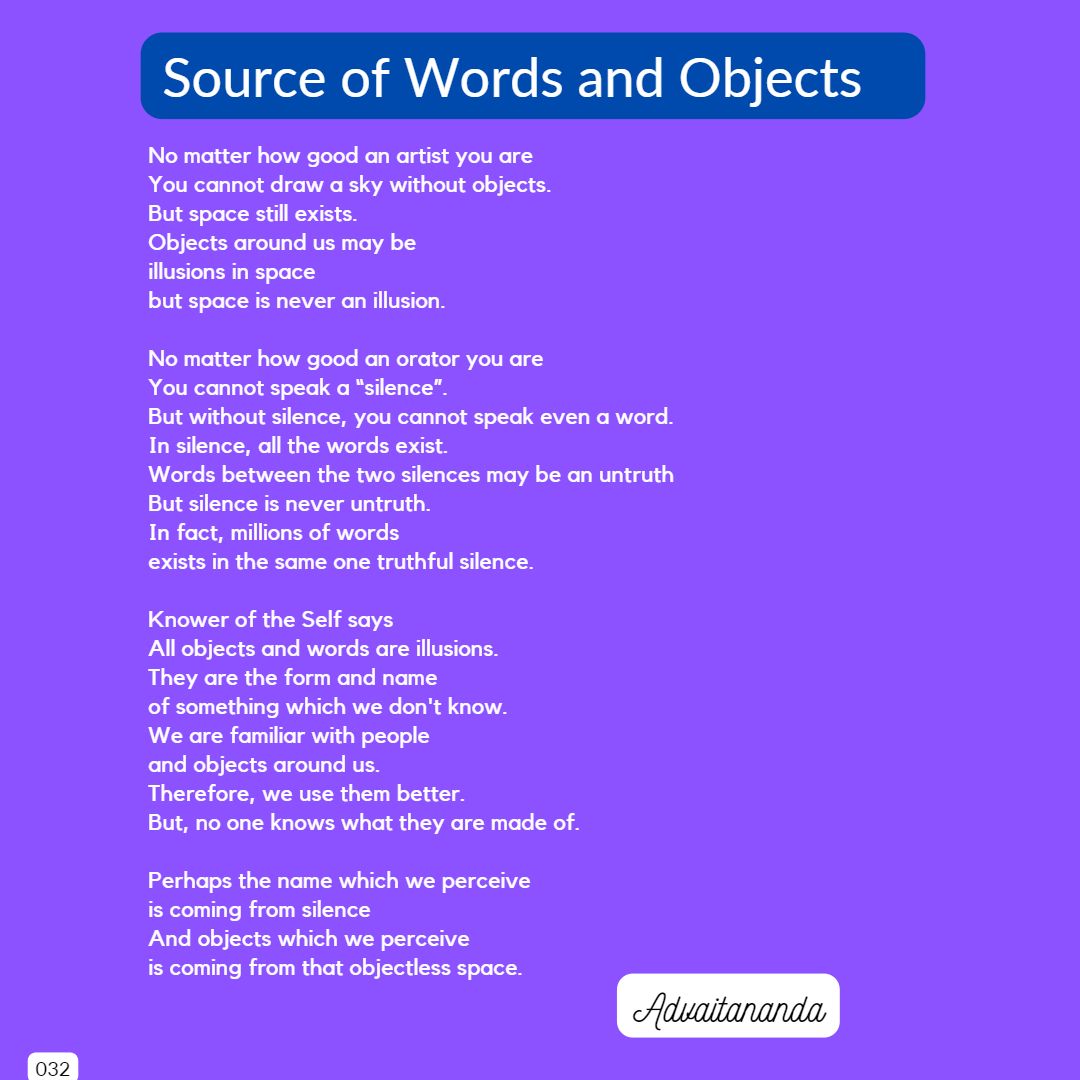 Source of Words and Objects
No matter how good an artist you are
You cannot draw a sky without objects.
But space still exists.
Objects around us may be
illusions in space
but space is never an illusion.
No matter how good an orator you are
You cannot speak a “silence”.
But without silence, you cannot speak even a word.
In silence, all the words exist.
Words between the two silences may be an untruth
But silence is never untruth.
In fact, millions of words
exists in the same one truthful silence.
Knower of the Self says
All objects and words are illusions.
They are the form and name
of something which we don't know.
We are familiar with people
and objects around us.
Therefore, we use them better.
But, no one knows what they are made of.
Perhaps the name which we perceive
is coming from silence
And objects which we perceive
is coming from that objectless space.
Advaitananda
032